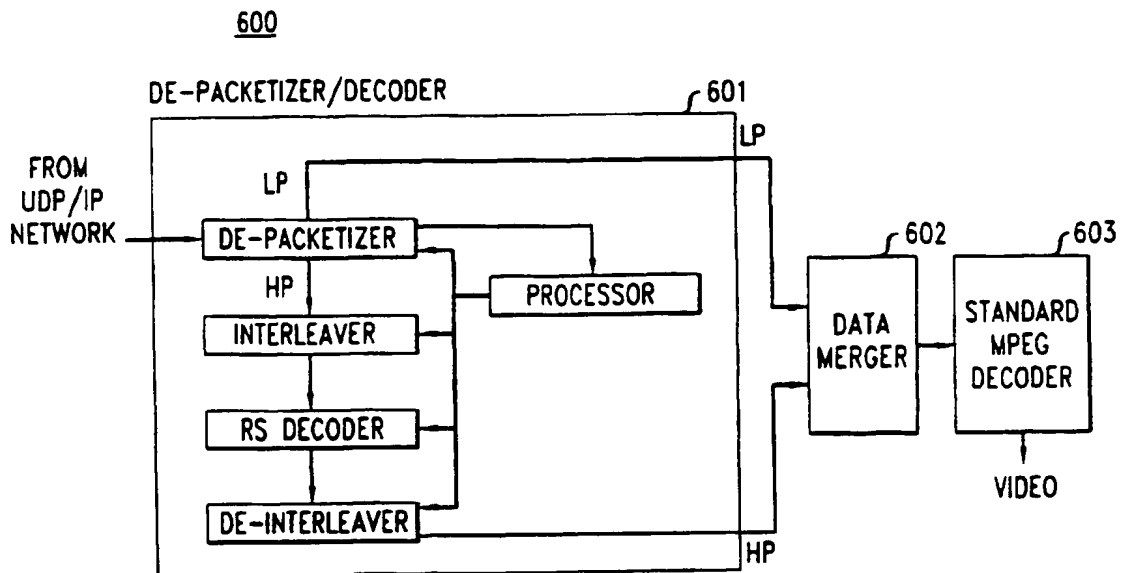 600
DE-PACKETIZER/DECODER
601
LP
FROM
UDP/IP
NETWORK
LP
DE-PACKETIZER
HP
PROCESSOR
INTERLEAVER
RS DECODER
DE-INTERLEAVER
HP
602
DATA
MERGER
603
STANDARD
MPEG
DECODER
VIDEO